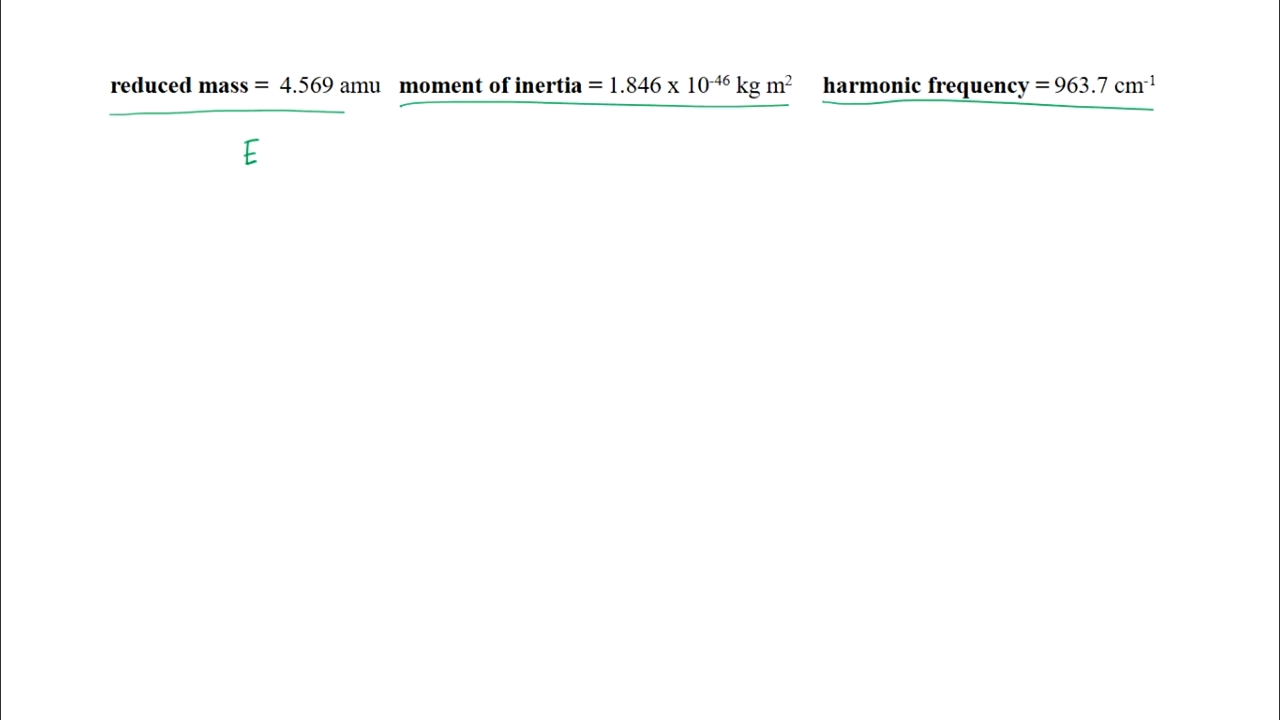 reduced mass = 4.569 amu moment of inertia = 1.846 x 10⁻⁴⁶ kg m² harmonic frequency = 963.7 cm⁻¹
E